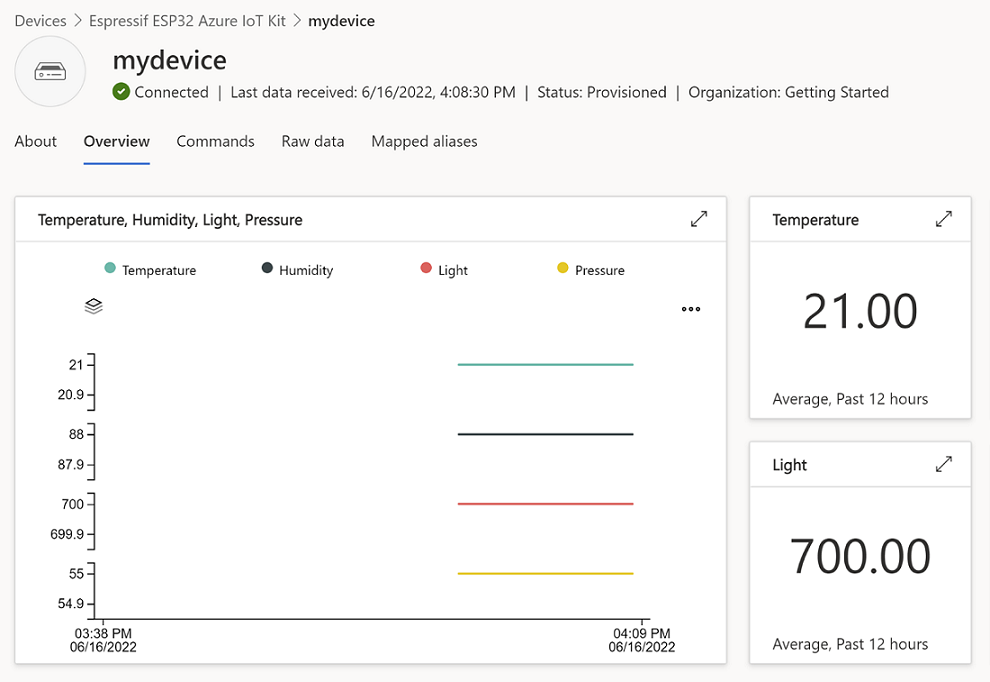 Devices > Espressif ESP32 Azure IoT Kit > mydevice
mydevice
Connected | Last data received: 6/16/2022, 4:08:30 PM | Status: Provisioned | Organization: Getting Started
About Overview Commands Raw data Mapped aliases
Temperature, Humidity, Light, Pressure
Temperature Humidity Light Pressure
21
20.9
88
87.9
700
699.9
55
54.9
03:38 PM 04:09 PM
06/16/2022 06/16/2022
Temperature
21.00
Average, Past 12 hours
Light
700.00
Average, Past 12 hours